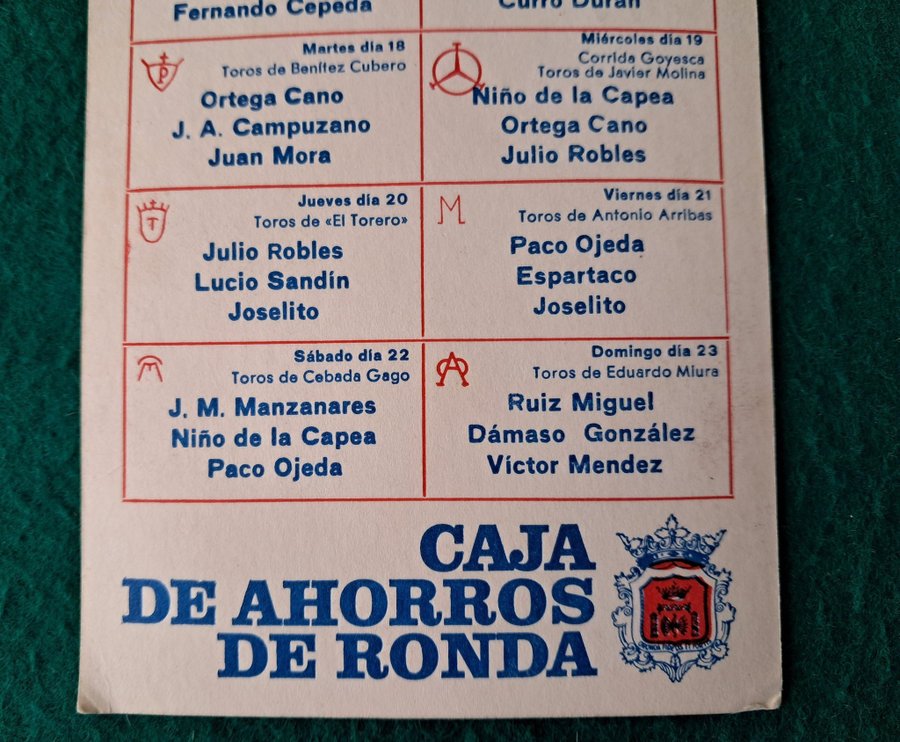 Fernando Cepeda
Curro Durán
Martes día 18
Toros de Benítez Cubero
Ortega Cano
J. A. Campuzano
Juan Mora
Miércoles día 19
Corrida Goyesca
Toros de Javier Molina
Niño de la Capea
Ortega Cano
Julio Robles
Jueves día 20
Toros de «El Torero»
Julio Robles
Lucio Sandín
Joselito
Viernes día 21
Toros de Antonio Arribas
Paco Ojeda
Espartaco
Joselito
Sábado día 22
Toros de Cebada Gago
J. M. Manzanares
Niño de la Capea
Paco Ojeda
Domingo día 23
Toros de Eduardo Miura
Ruiz Miguel
Dámaso González
Víctor Mendez
CAJA
DE AHORROS
DE RONDA